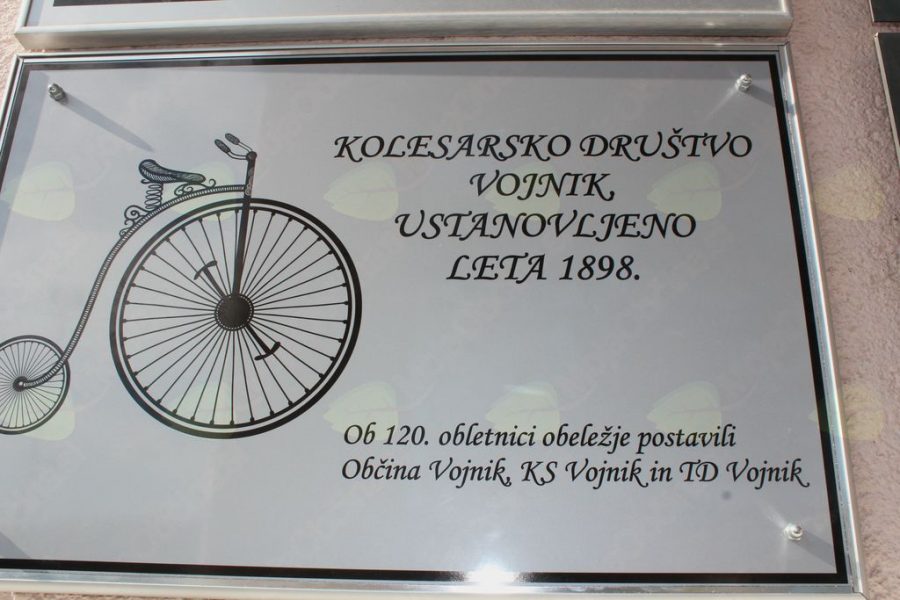 KOLESARSKO DRUŠTVO
VOJNIK,
USTANOVLJENO
LETA 1898.
Ob 120. obletnici obeležje postavili
Občina Vojnik, KS Vojnik in TD Vojnik